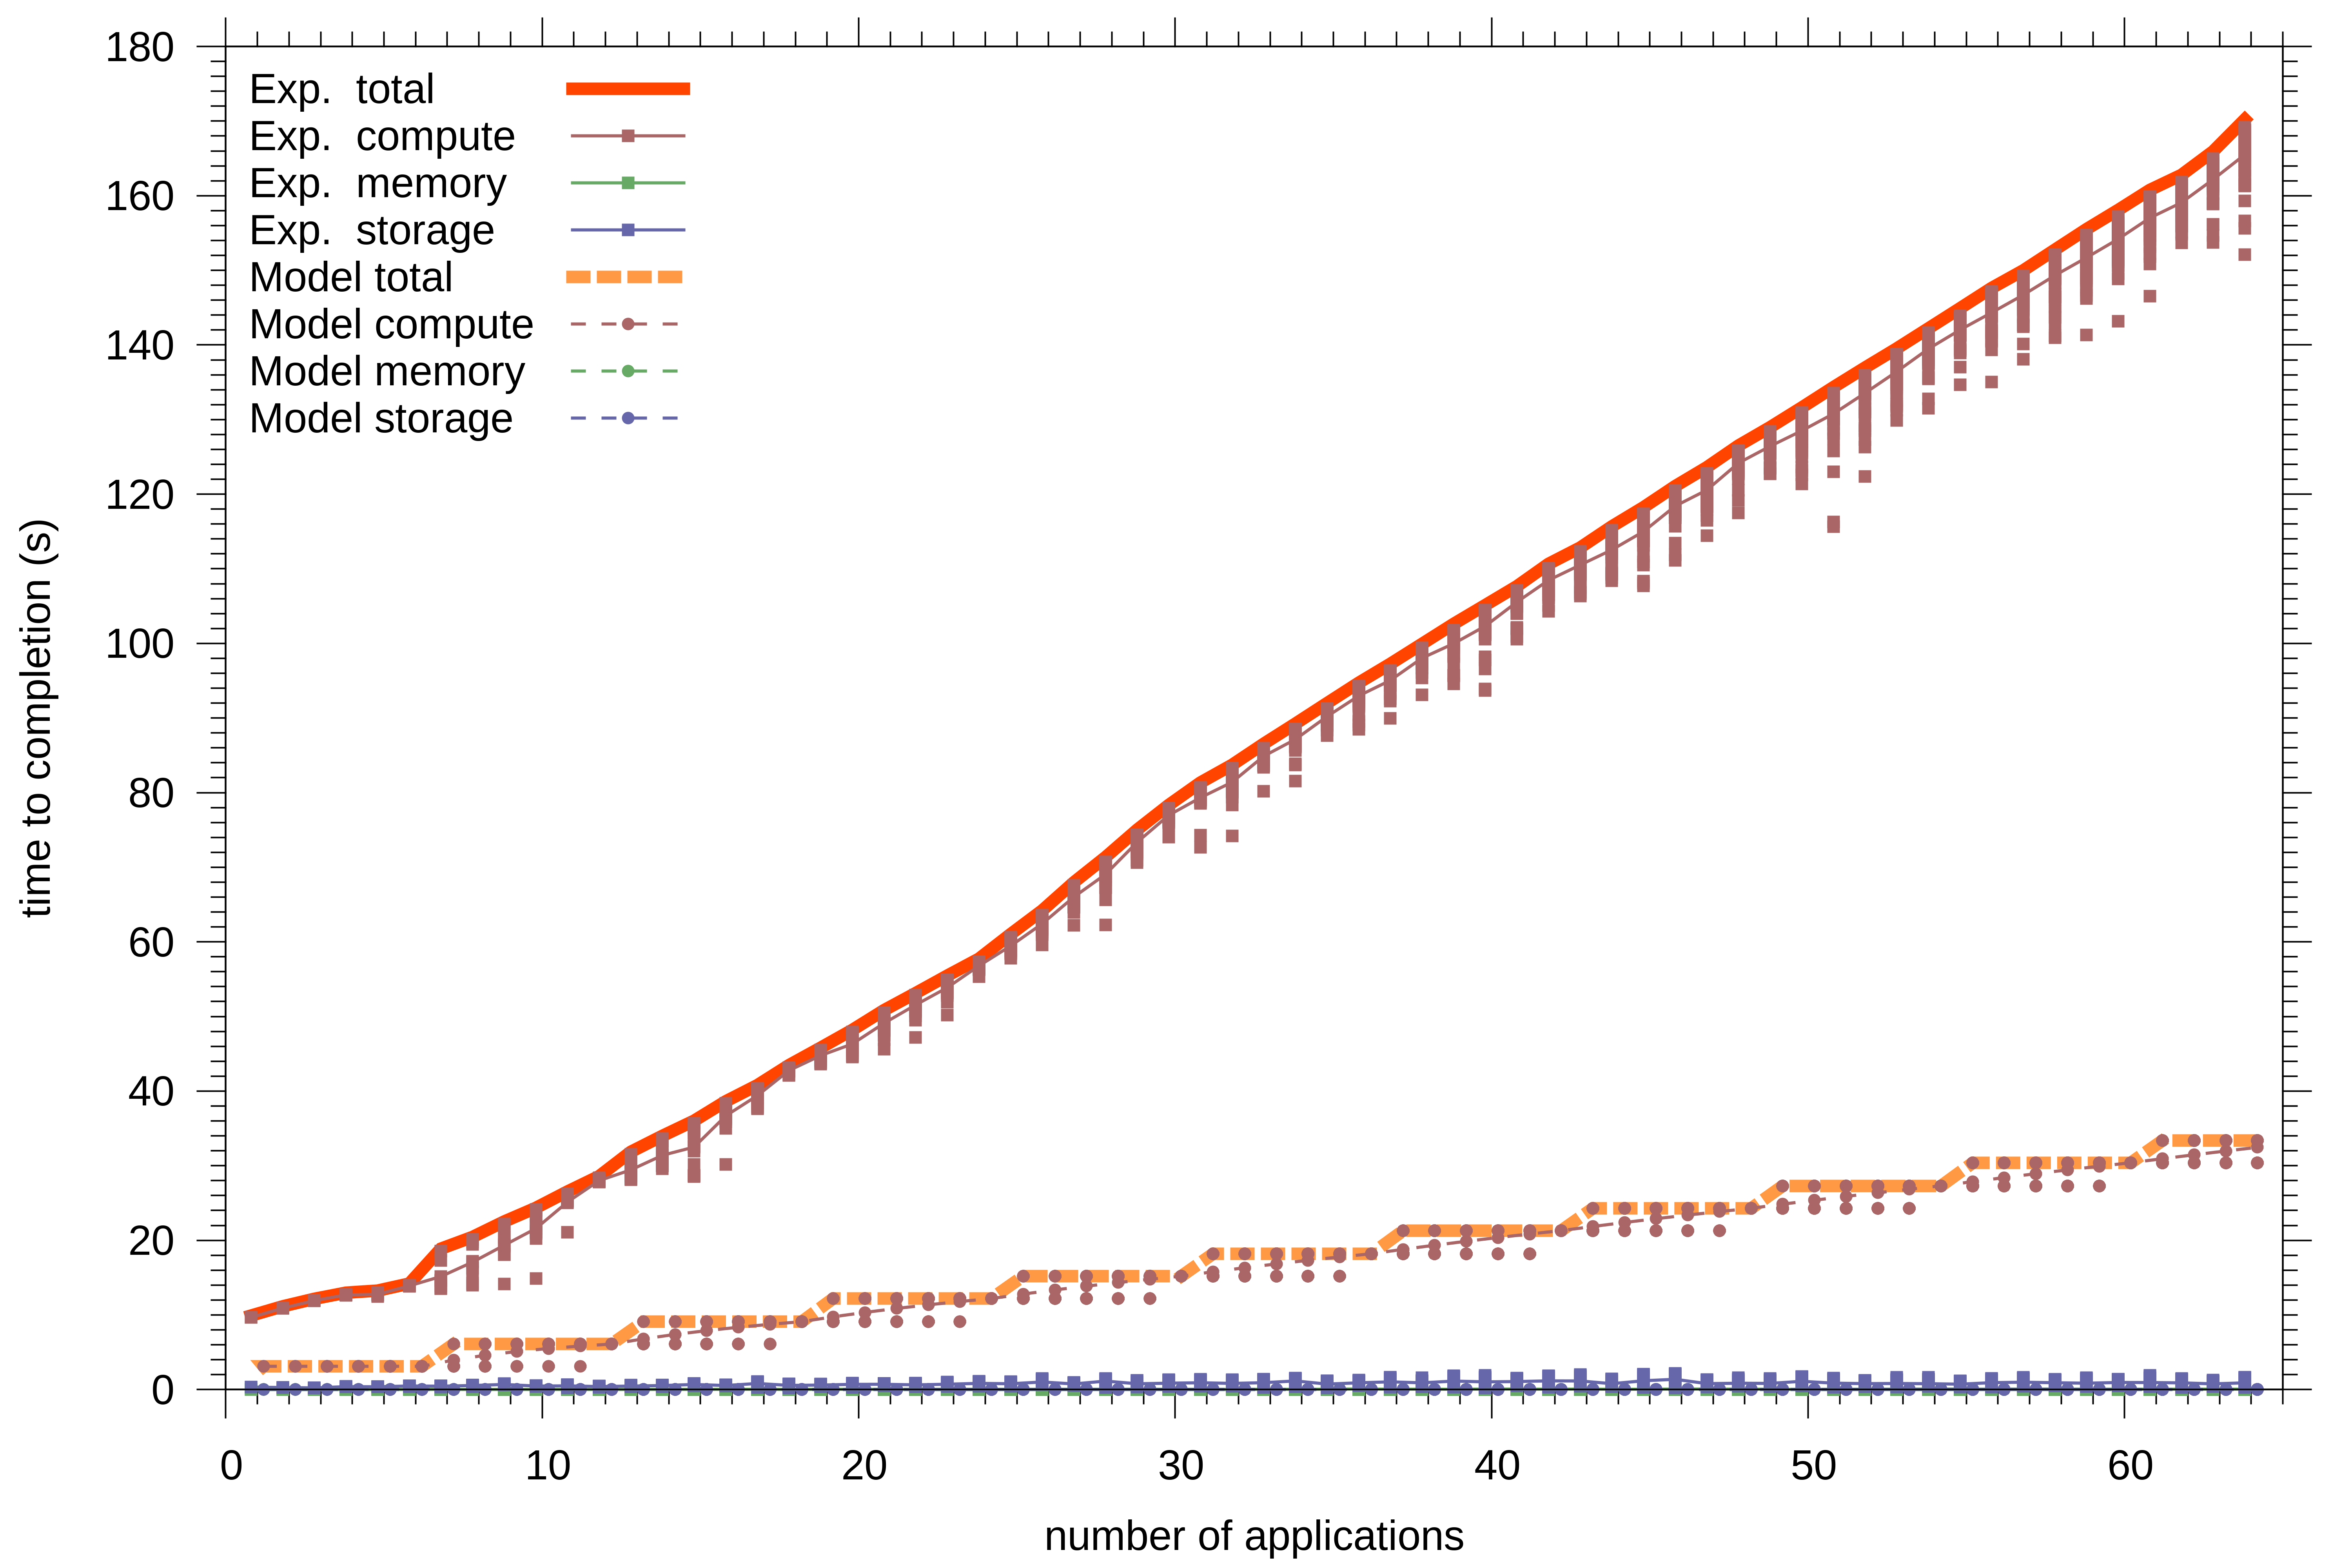 180
160
140
120
100
80
60
40
20
0
time to completion (s)
Exp. total
Exp. compute
Exp. memory
Exp. storage
Model total
Model compute
Model memory
Model storage
0 10 20 30 40 50 60
number of applications